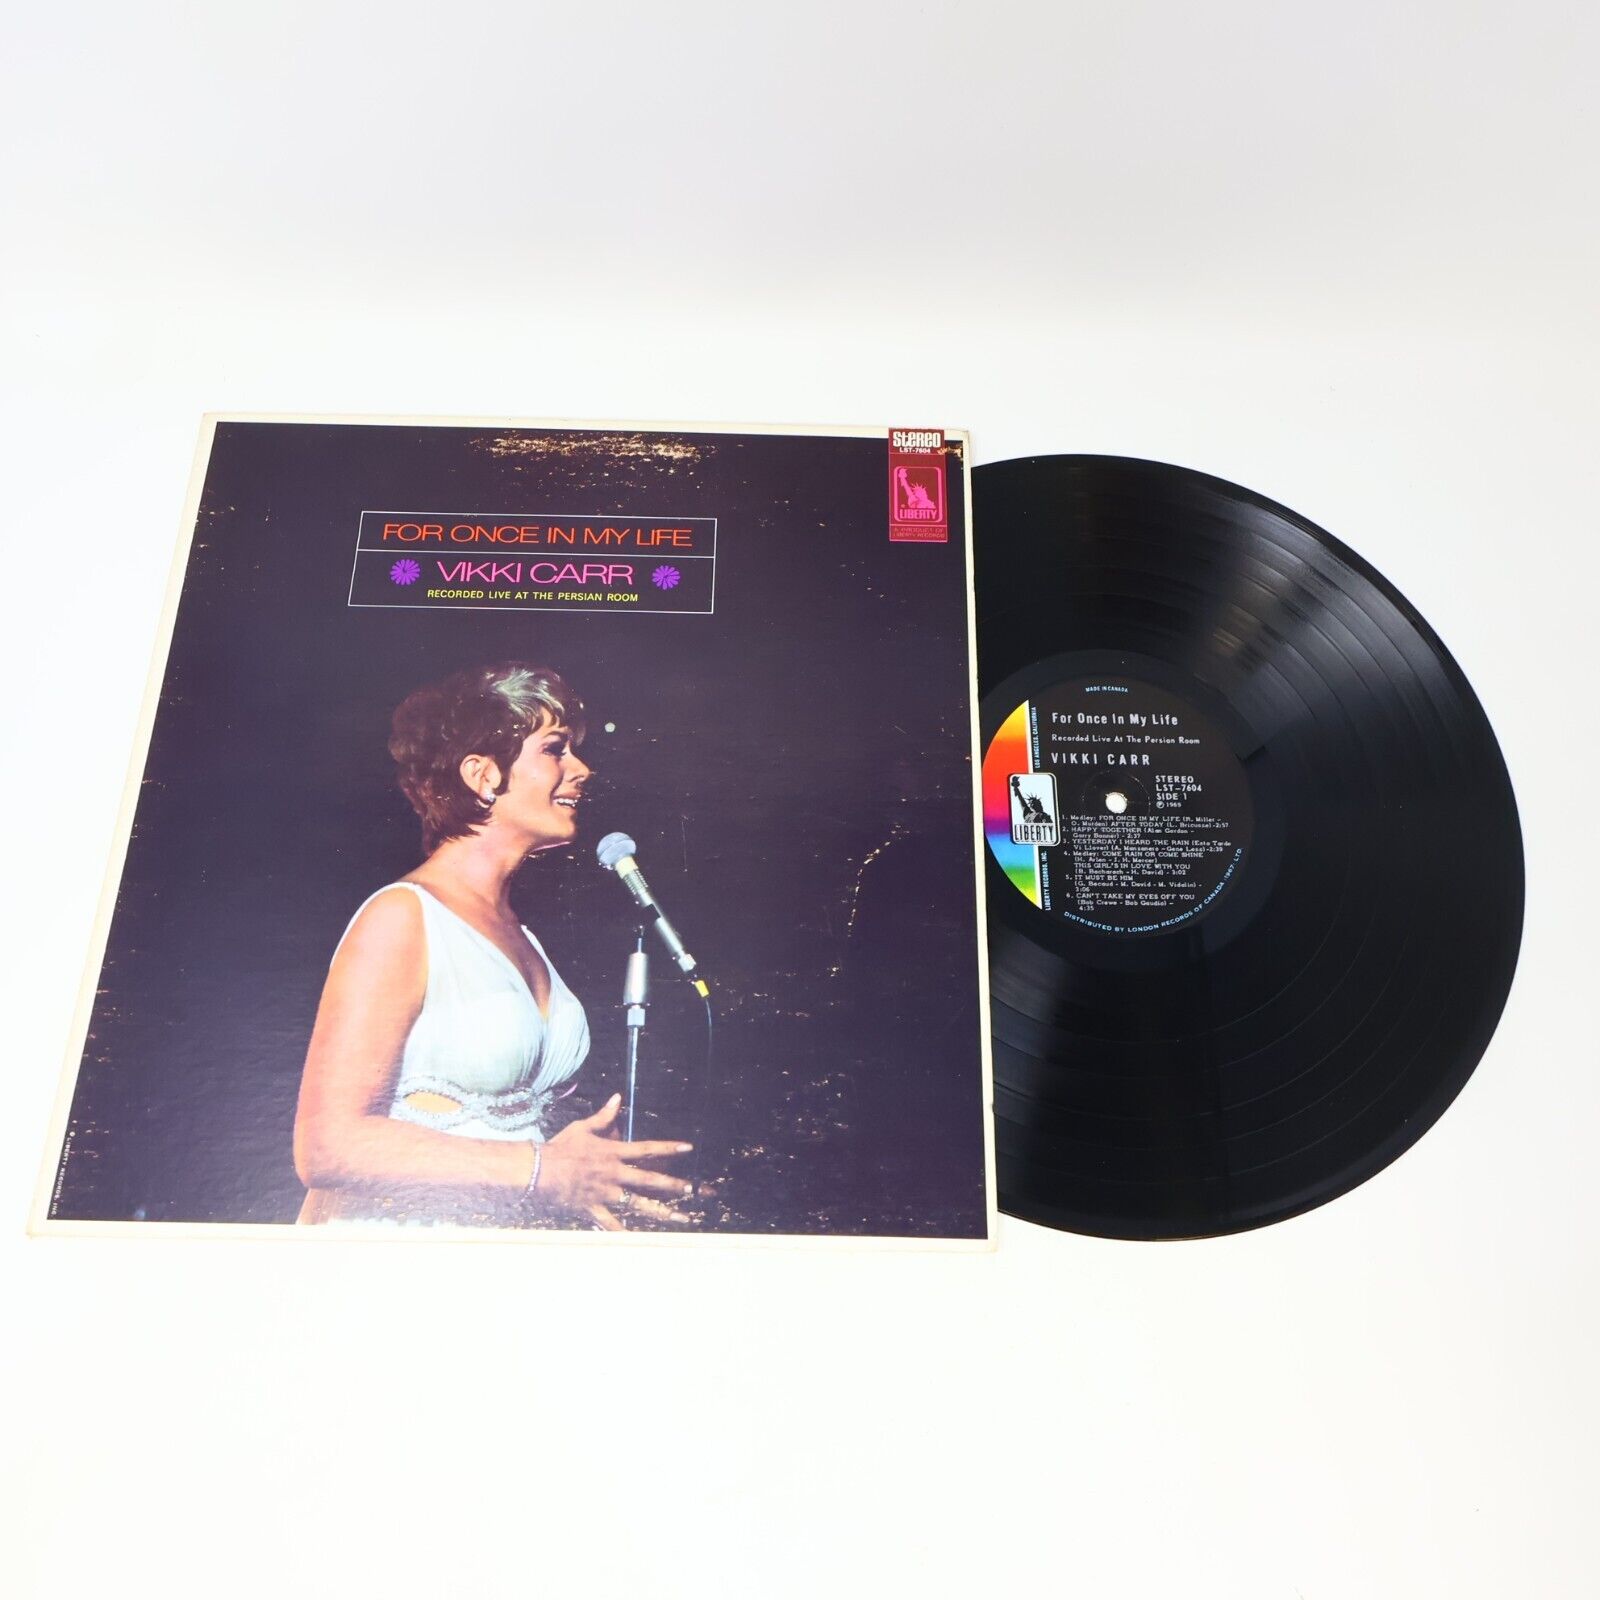 STEREO
LST-7604
LIBERTY
A PRODUCT OF
LIBERTY RECORDS
FOR ONCE IN MY LIFE
VIKKI CARR
RECORDED LIVE AT THE PERSIAN ROOM
© LIBERTY RECORDS, INC.
MADE IN CANADA
For Once In My Life
Recorded Live At The Persian Room
VIKKI CARR
STEREO
LST-7604
SIDE 1
℗ 1969
LIBERTY
LIBERTY RECORDS, INC. LOS ANGELES, CALIFORNIA
1. Medley: FOR ONCE IN MY LIFE (R. Miller -
O. Murden) AFTER TODAY (L. Bricusse) -2:57
2. HAPPY TOGETHER (Alan Gordon -
Garry Bonner) - 2:37
3. YESTERDAY I HEARD THE RAIN (Esta Tarde
Vi Llover) (A. Manzanero - Gene Lees) -2:39
4. Medley: COME RAIN OR COME SHINE
(H. Arlen - J. H. Mercer)
THIS GIRL'S IN LOVE WITH YOU
(B. Bacharach - H. David) - 3:02
5. IT MUST BE HIM
(G. Becaud - M. David - M. Vidalin) -
3:06
6. CAN'T TAKE MY EYES OFF YOU
(Bob Crewe - Bob Gaudio) -
4:35
DISTRIBUTED BY LONDON RECORDS OF CANADA (1967) LTD.